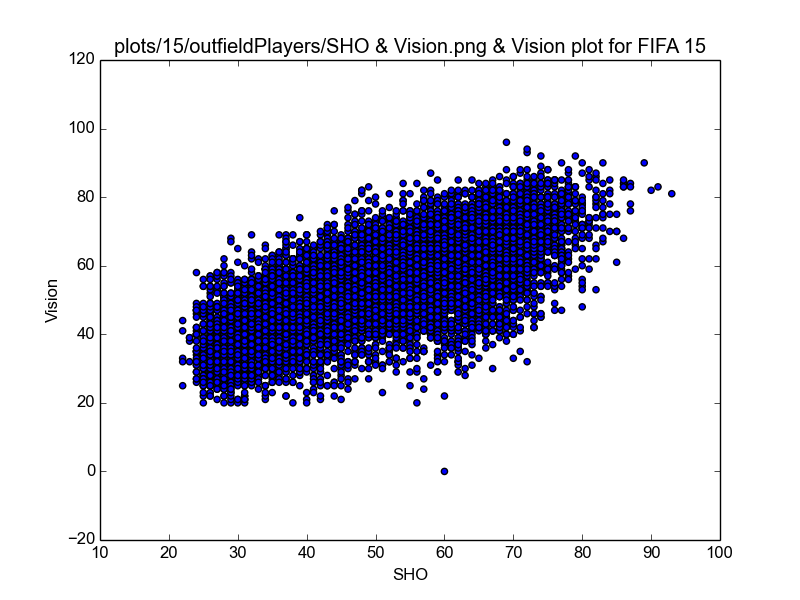 plots/15/outfieldPlayers/SHO & Vision.png & Vision plot for FIFA 15
120
100
80
60
40
20
0
−20
Vision
10 20 30 40 50 60 70 80 90 100
SHO